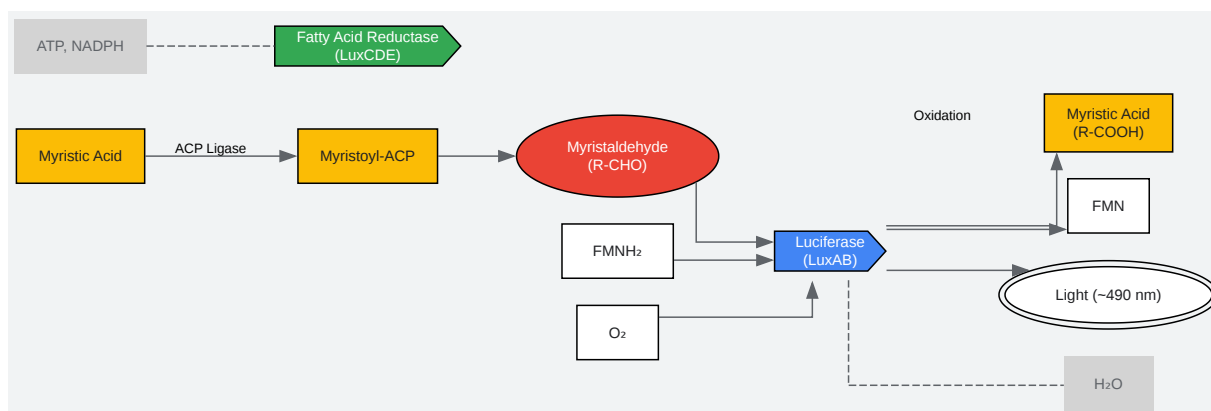 ATP, NADPH
Fatty Acid Reductase
(LuxCDE)
Myristic Acid
ACP Ligase
Myristoyl-ACP
Myristaldehyde
(R-CHO)
Oxidation
Myristic Acid
(R-COOH)
FMN
FMNH₂
Luciferase
(LuxAB)
Light (~490 nm)
O₂
H₂O